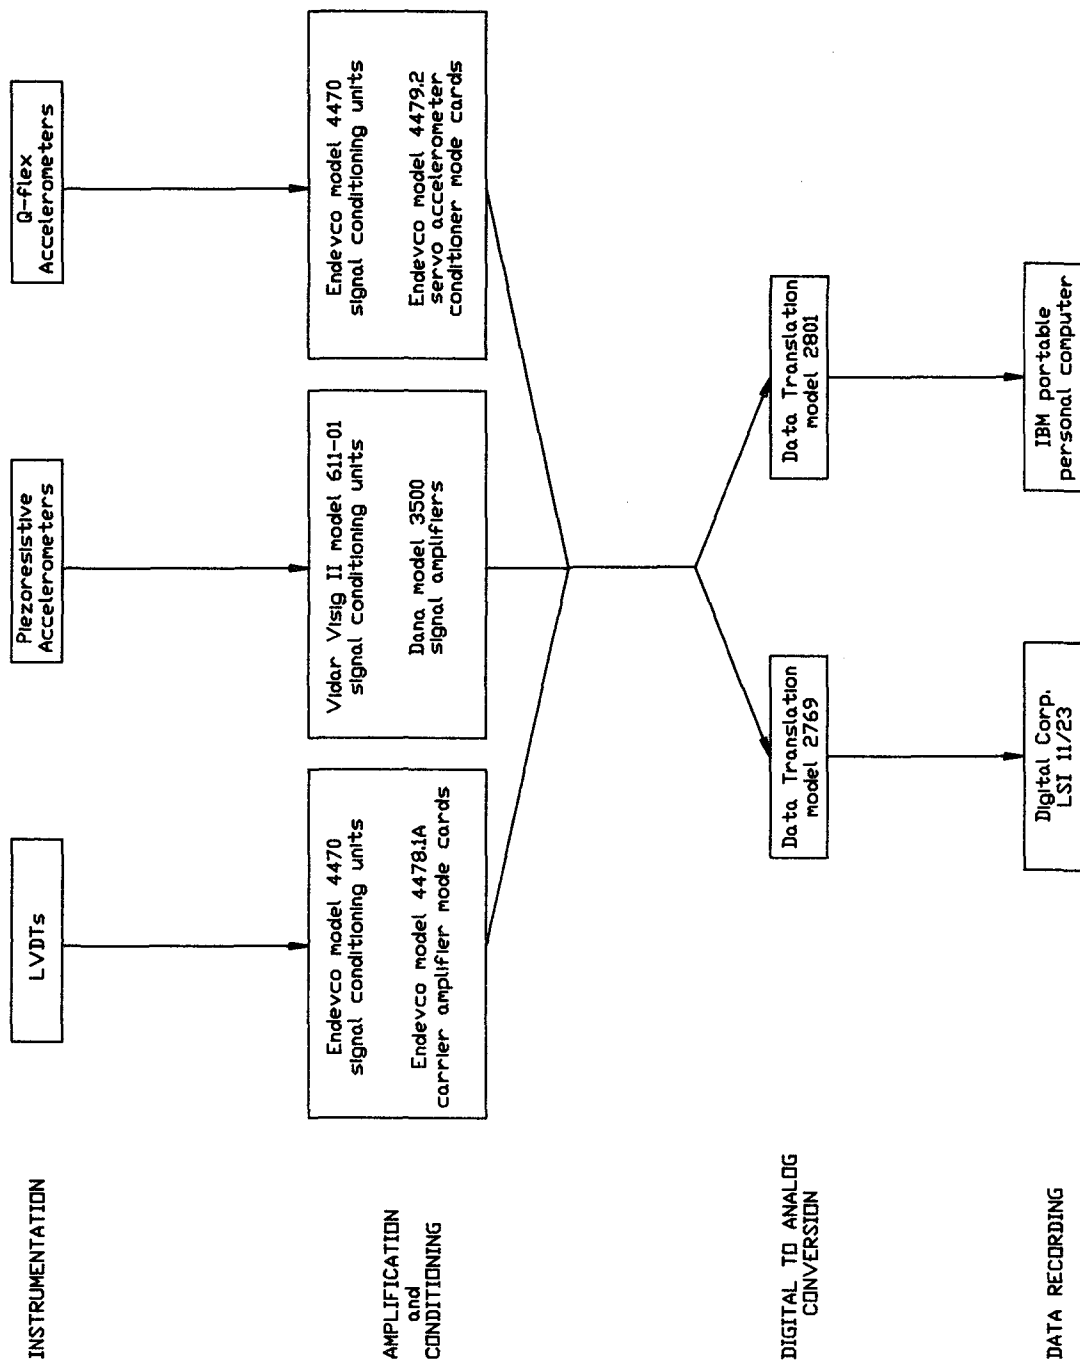 INSTRUMENTATION
LVDTs
Piezoresistive
Accelerometers
Q-flex
Accelerometers
AMPLIFICATION
and
CONDITIONING
Endevco model 4470
signal conditioning units
Endevco model 4478.1A
carrier amplifier mode cards
Vidar Visig II model 611-01
signal conditioning units
Dana model 3500
signal amplifiers
Endevco model 4470
signal conditioning units
Endevco model 4479.2
servo accelerometer
conditioner mode cards
DIGITAL TO ANALOG
CONVERSION
Data Translation
model 2769
Data Translation
model 2801
DATA RECORDING
Digital Corp.
LSI 11/23
IBM portable
personal computer